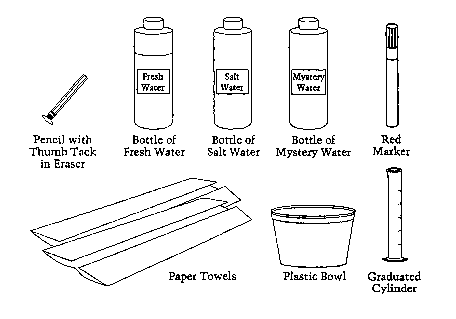 Fresh
Water
Salt
Water
Mystery
Water
Pencil with
Thumb Tack
in Eraser
Bottle of
Fresh Water
Bottle of
Salt Water
Bottle of
Mystery Water
Red
Marker
Paper Towels
Plastic Bowl
Graduated
Cylinder